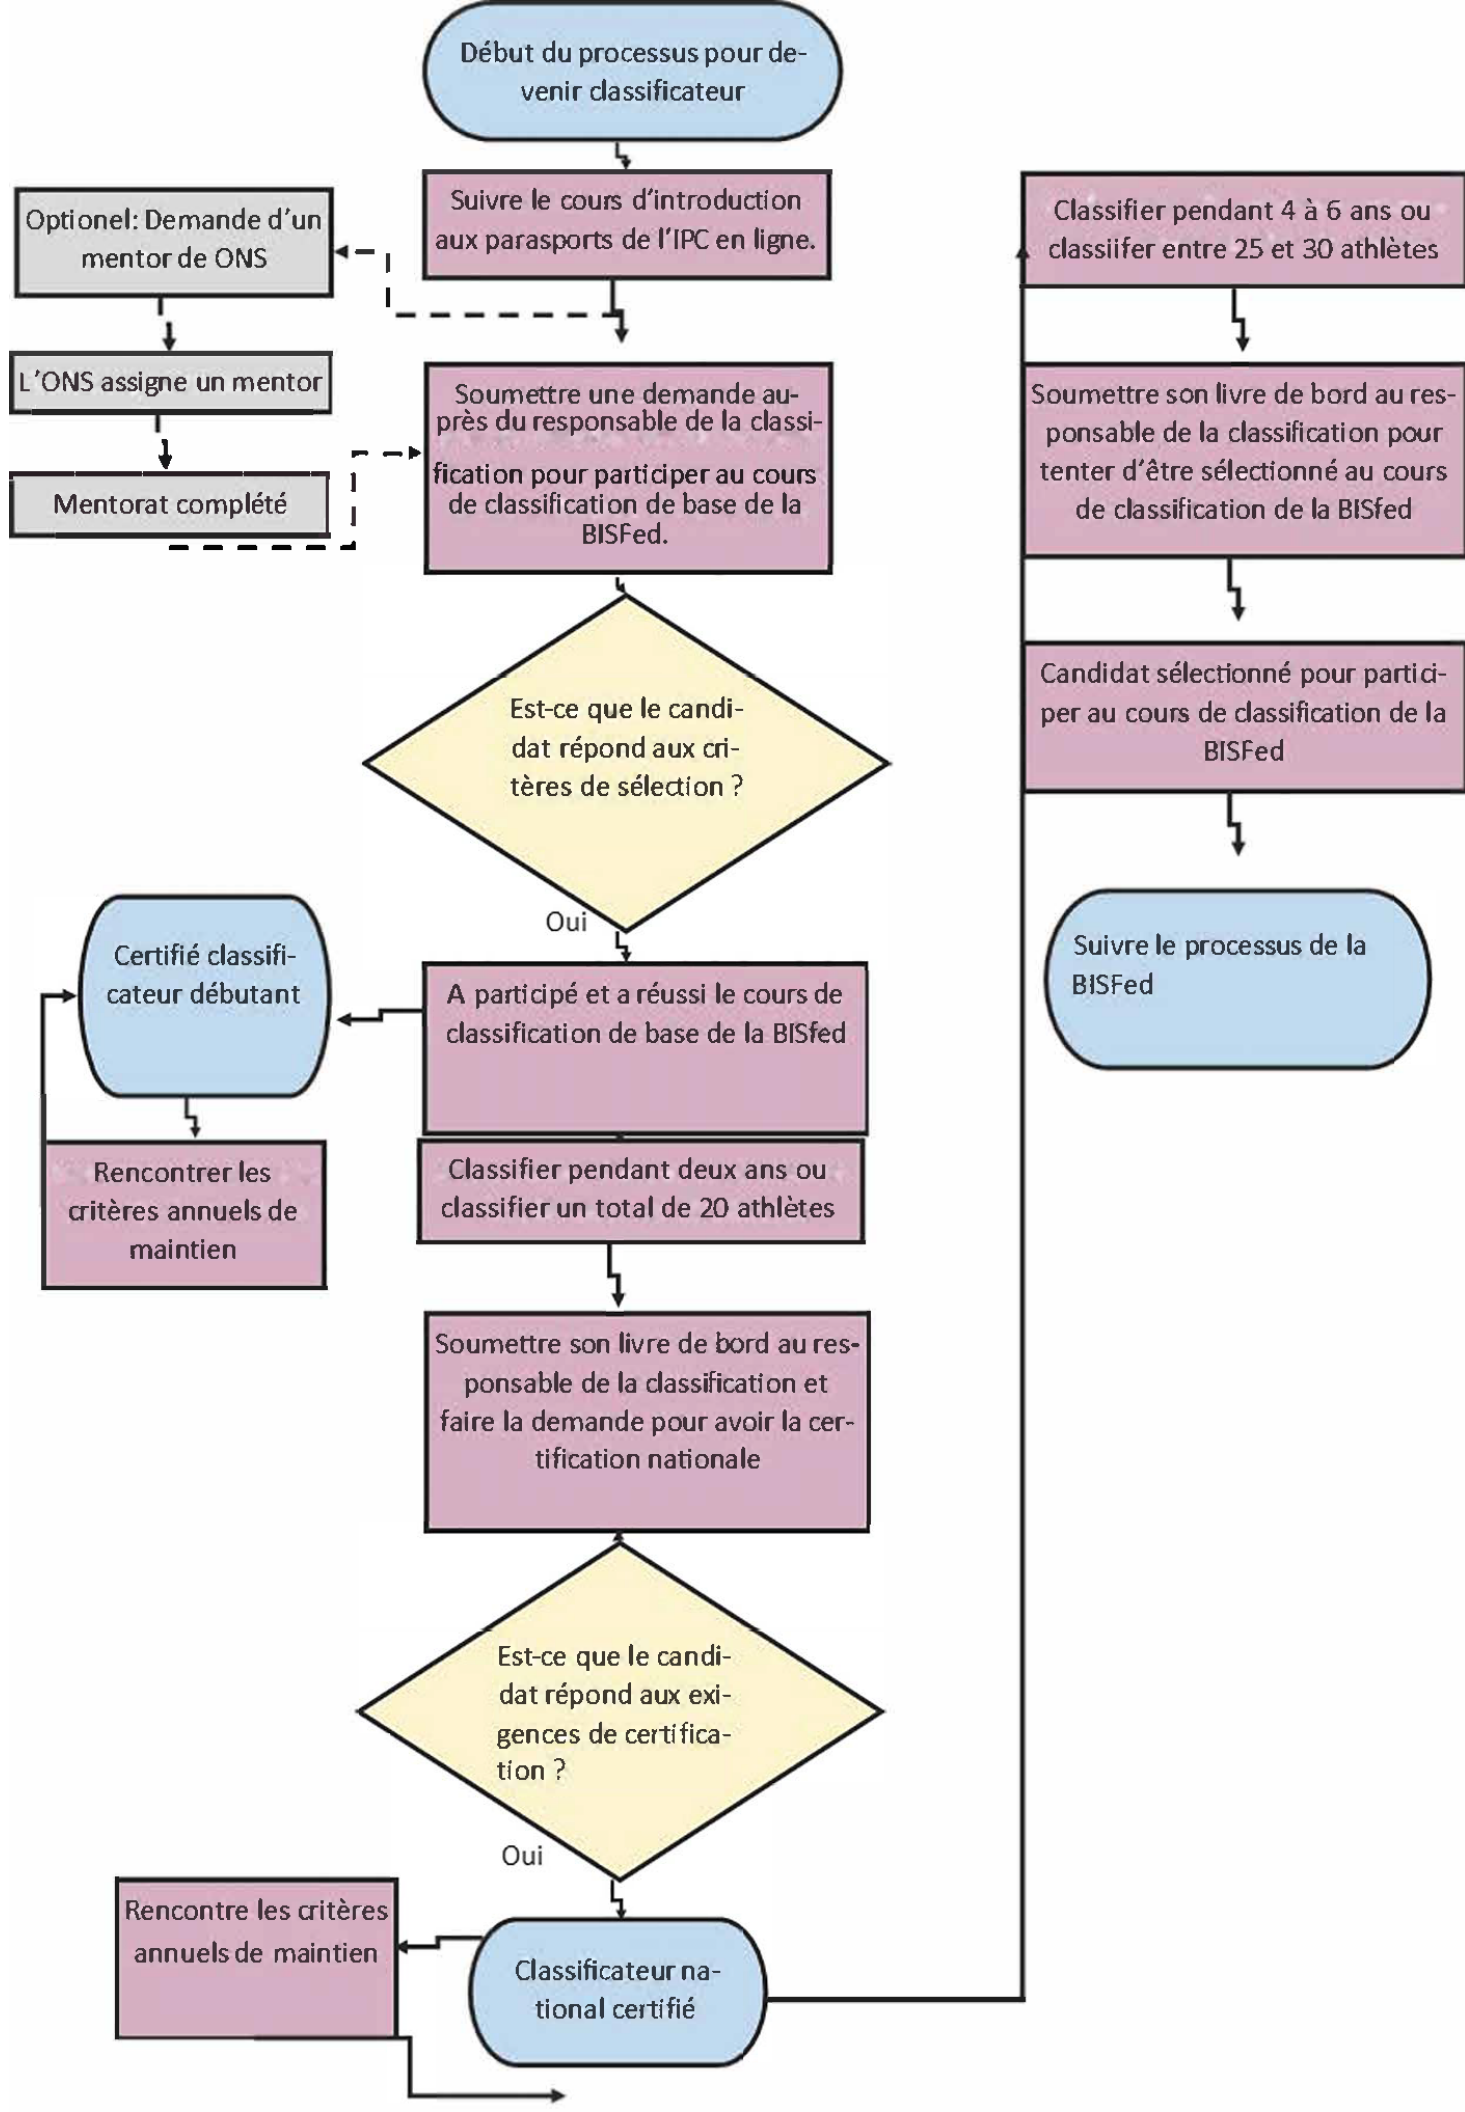 Début du processus pour de-
venir classificateur
Suivre le cours d'introduction
aux parasports de l'IPC en ligne.
Optionel: Demande d'un
mentor de ONS
L'ONS assigne un mentor
Mentorat complété
Soumettre une demande au-
près du responsable de la classi-
fication pour participer au cours
de classification de base de la
BISFed.
Est-ce que le candi-
dat répond aux cri-
tères de sélection ?
Oui
A participé et a réussi le cours de
classification de base de la BISfed
Certifié classifi-
cateur débutant
Rencontrer les
critères annuels de
maintien
Classifier pendant deux ans ou
classifier un total de 20 athlètes
Soumettre son livre de bord au res-
ponsable de la classification et
faire la demande pour avoir la cer-
tification nationale
Est-ce que le candi-
dat répond aux exi-
gences de certifica-
tion ?
Oui
Rencontre les critères
annuels de maintien
Classificateur na-
tional certifié
Classifier pendant 4 à 6 ans ou
classiifer entre 25 et 30 athlètes
Soumettre son livre de bord au res-
ponsable de la classification pour
tenter d'être sélectionné au cours
de classification de la BISfed
Candidat sélectionné pour partici-
per au cours de classification de la
BISFed
Suivre le processus de la
BISFed